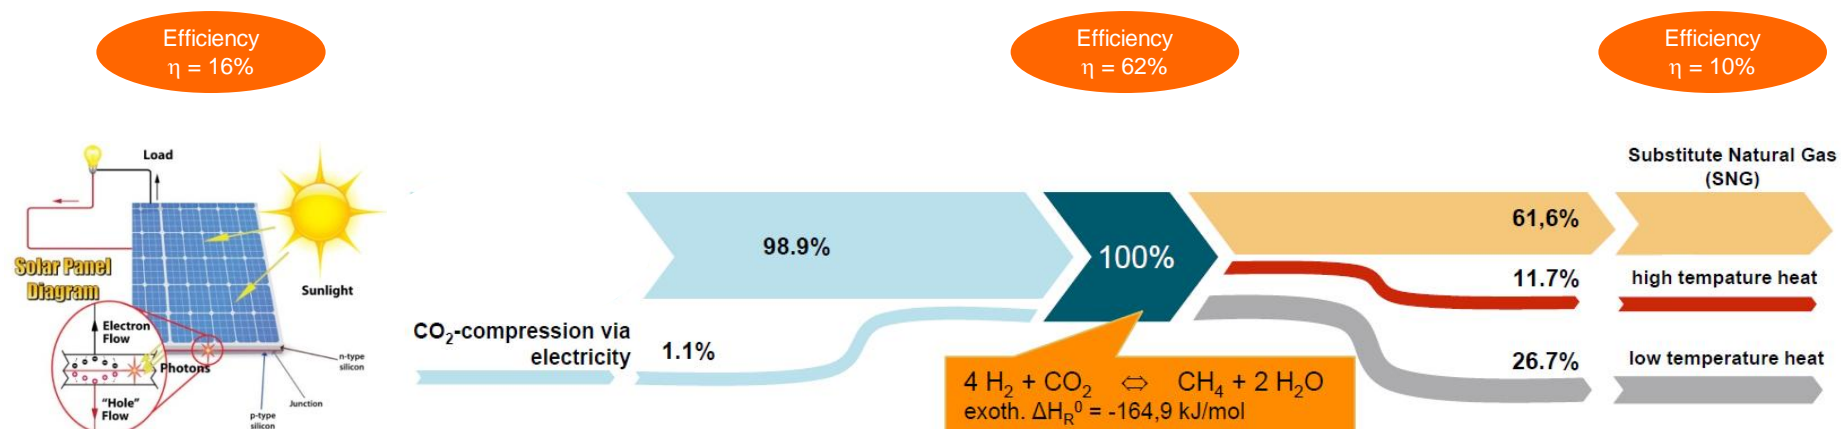 Efficiency
η = 16%
Efficiency
η = 62%
Efficiency
η = 10%
Load
Solar Panel
Diagram
Sunlight
Electron
Flow
Photons
"Hole"
Flow
n-type
silicon
Junction
p-type
silicon
98.9%
CO₂-compression via
electricity
1.1%
100%
4 H₂ + CO₂ ⇔ CH₄ + 2 H₂O
exoth. ΔH_R⁰ = -164,9 kJ/mol
61,6%
11.7%
26.7%
Substitute Natural Gas
(SNG)
high tempature heat
low temperature heat